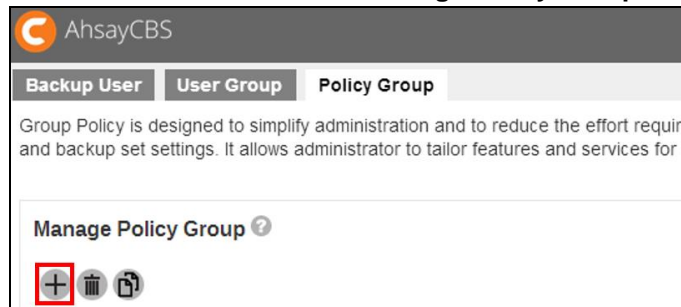 AhsayCBS
Backup User User Group Policy Group
Group Policy is designed to simplify administration and to reduce the effort
and backup set settings. It allows administrator to tailor features and services for
Manage Policy Group